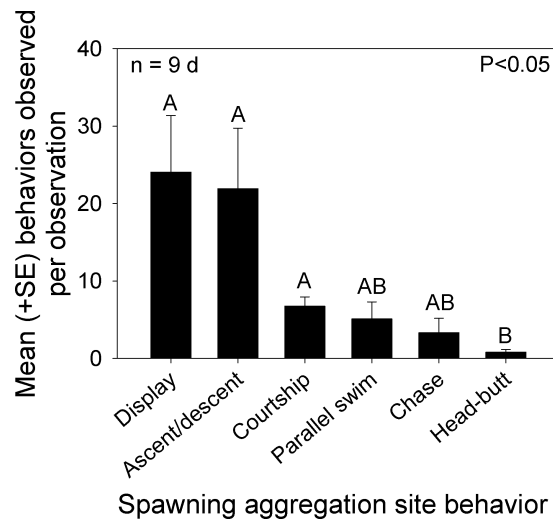 Mean (+SE) behaviors observed
per observation
40
30
20
10
0
n = 9 d
P<0.05
A
A
A
AB
AB
B
Display
Ascent/descent
Courtship
Parallel swim
Chase
Head-butt
Spawning aggregation site behavior